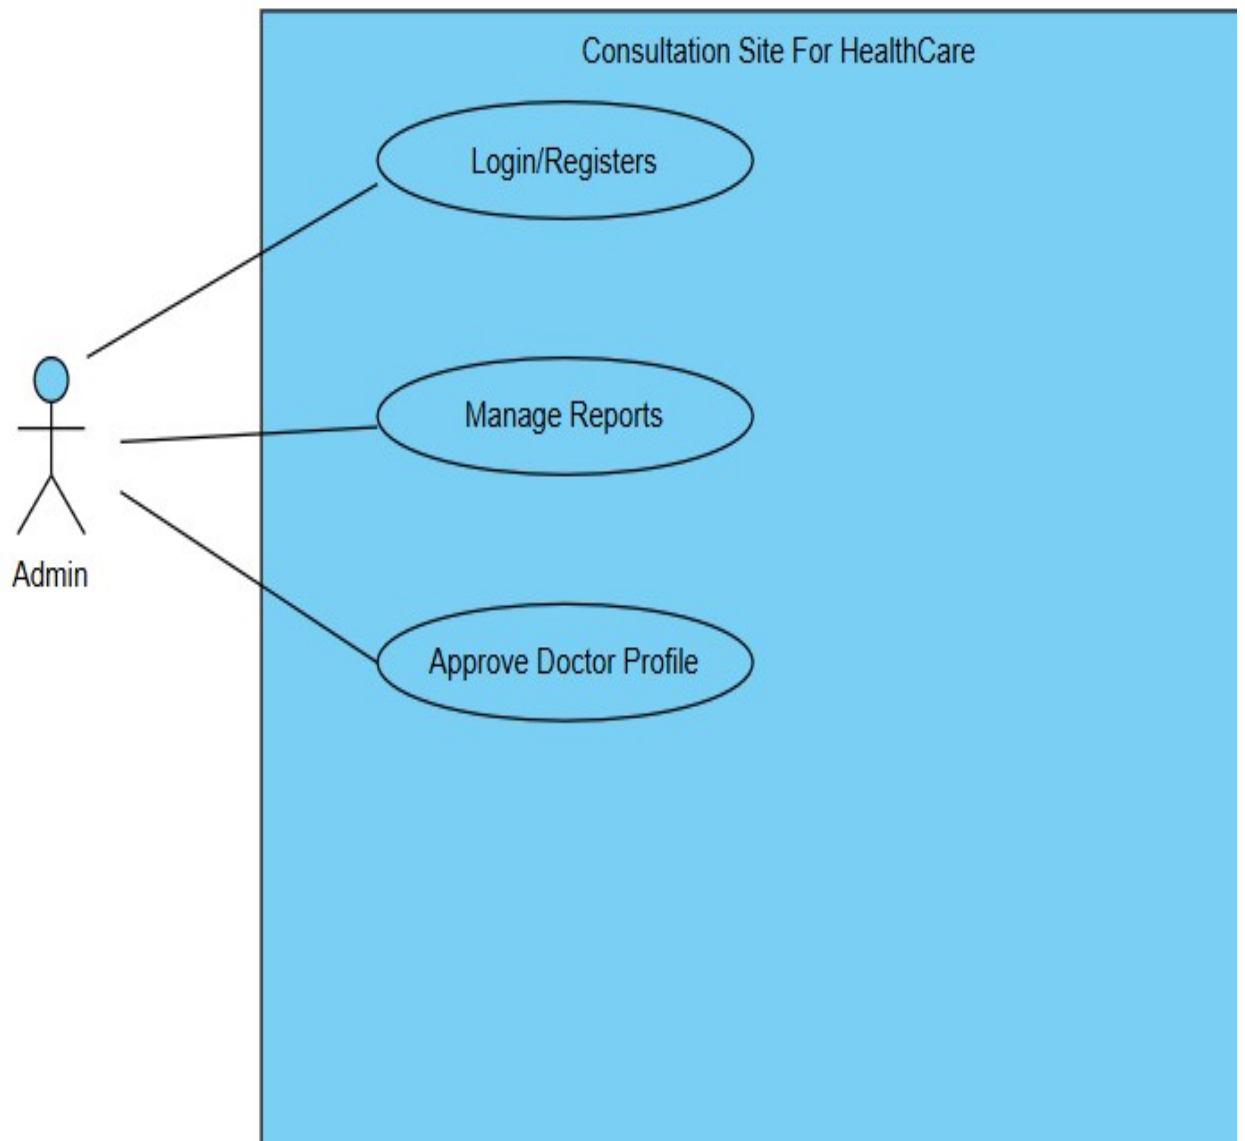 Consultation Site For HealthCare
Login/Registers
Manage Reports
Admin
Approve Doctor Profile